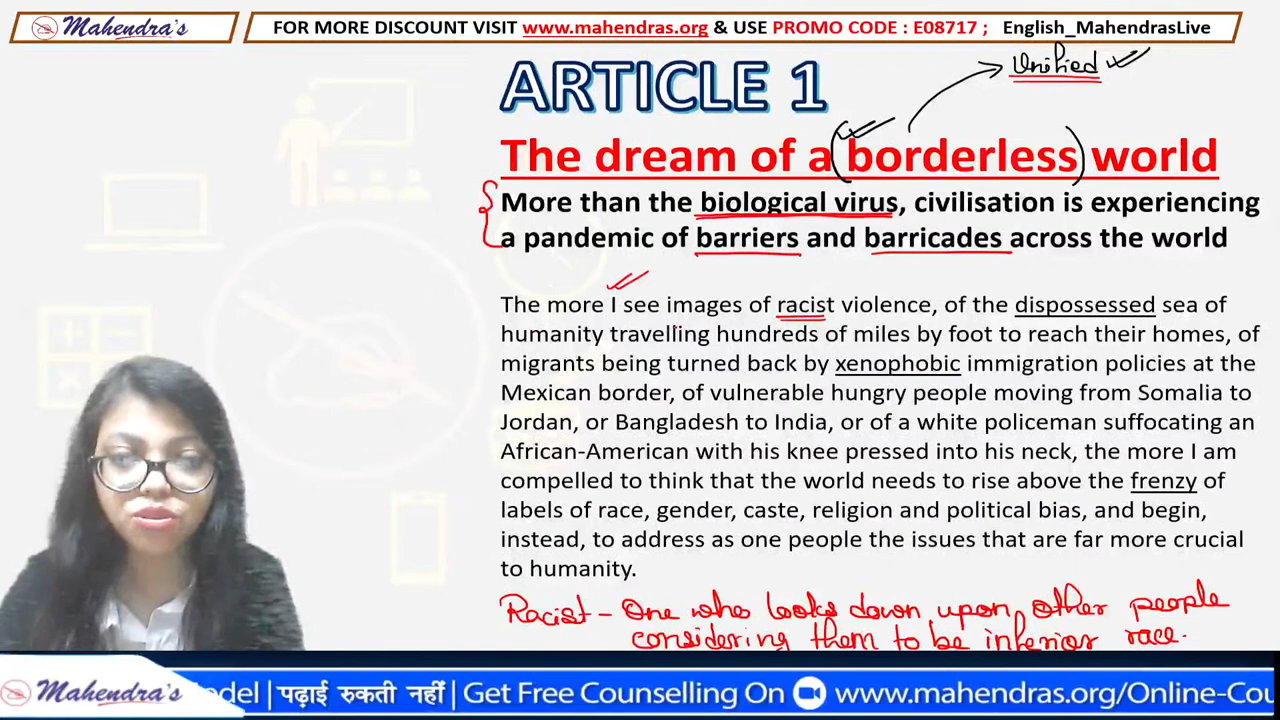 Mahendra's
FOR MORE DISCOUNT VISIT www.mahendras.org & USE PROMO CODE : E08717 ; English_MahendrasLive
Unified
ARTICLE 1
The dream of a (borderless) world
More than the biological virus, civilisation is experiencing
a pandemic of barriers and barricades across the world
The more I see images of racist violence, of the dispossessed sea of
humanity travelling hundreds of miles by foot to reach their homes, of
migrants being turned back by xenophobic immigration policies at the
Mexican border, of vulnerable hungry people moving from Somalia to
Jordan, or Bangladesh to India, or of a white policeman suffocating an
African-American with his knee pressed into his neck, the more I am
compelled to think that the world needs to rise above the frenzy of
labels of race, gender, caste, religion and political bias, and begin,
instead, to address as one people the issues that are far more crucial
to humanity.
Racist - One who looks down upon other people
considering them to be inferior race.
Mahendra's odel | पढ़ाई रुकती नहीं | Get Free Counselling On www.mahendras.org/Online-Cou